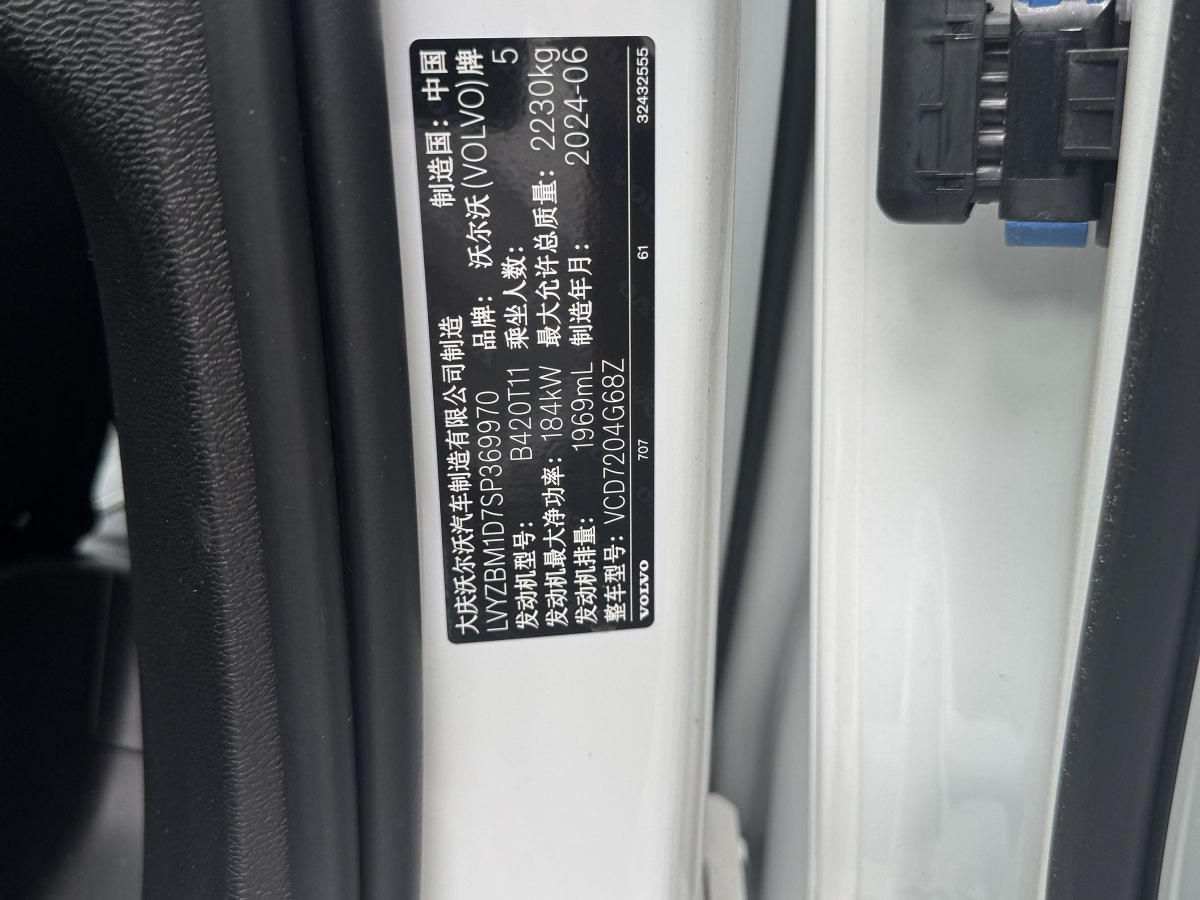 大庆沃尔沃汽车制造有限公司制造 制造国：中国
LVYZBM1D7SP369970 品牌：沃尔沃(VOLVO)牌
发动机型号：B420T11 乘坐人数：5
发动机最大净功率：184kW 最大允许总质量：2230kg
发动机排量：1969mL 制造年月：2024-06
整车型号：VCD7204G68Z
VOLVO 707 61 32432555